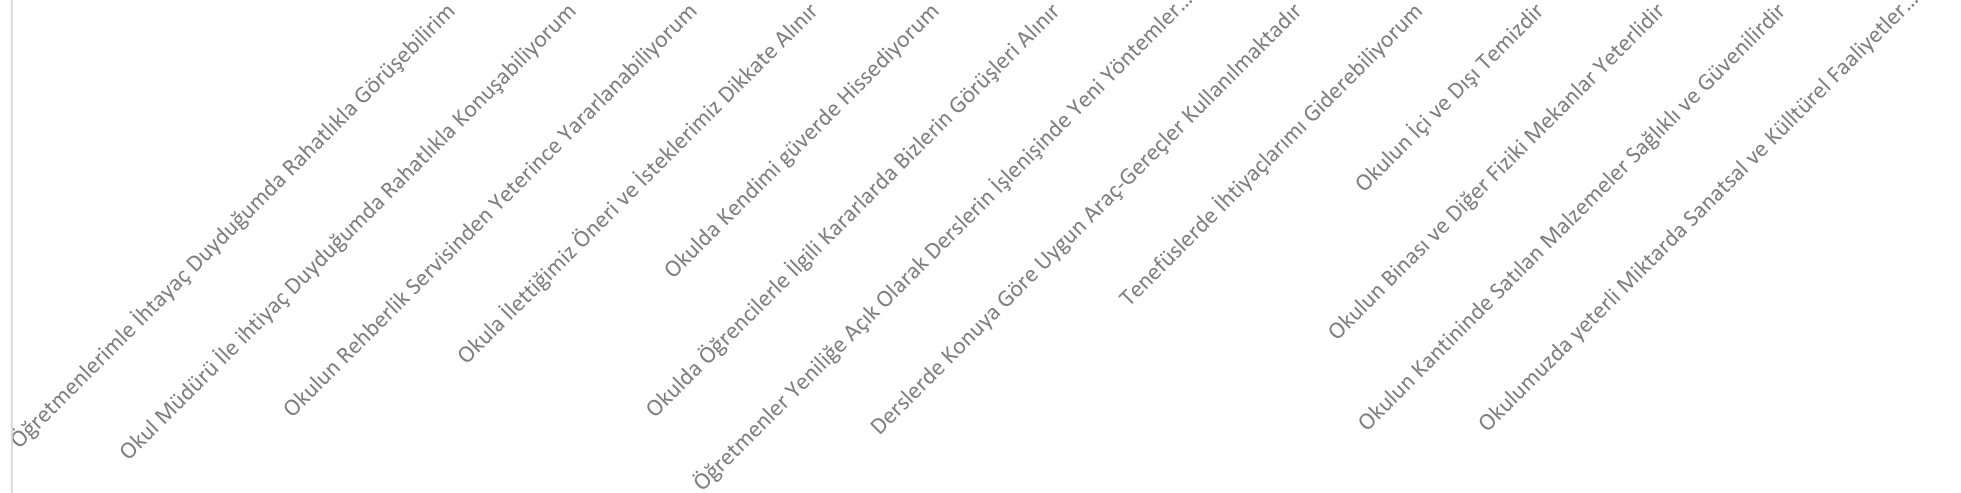 Öğretmenlerimle İhtayaç Duyduğumda Rahatlıkla Görüşebilirim
Okul Müdürü İle ihtiyaç Duyduğumda Rahatlıkla Konuşabiliyorum
Okulun Rehberlik Servisinden Yeterince Yararlanabiliyorum
Okula İlettiğimiz Öneri ve İsteklerimiz Dikkate Alınır
Okulda Kendimi güverde Hissediyorum
Okulda Öğrencilerle İlgili Kararlarda Bizlerin Görüşleri Alınır
Öğretmenler Yeniliğe Açık Olarak Derslerin İşlenişinde Yeni Yöntemler…
Derslerde Konuya Göre Uygun Araç-Gereçler Kullanılmaktadır
Tenefüslerde İhtiyaçlarımı Giderebiliyorum
Okulun İçi ve Dışı Temizdir
Okulun Binası ve Diğer Fiziki Mekanlar Yeterlidir
Okulun Kantininde Satılan Malzemeler Sağlıklı ve Güvenilirdir
Okulumuzda yeterli Miktarda Sanatsal ve Külltürel Faaliyetler…